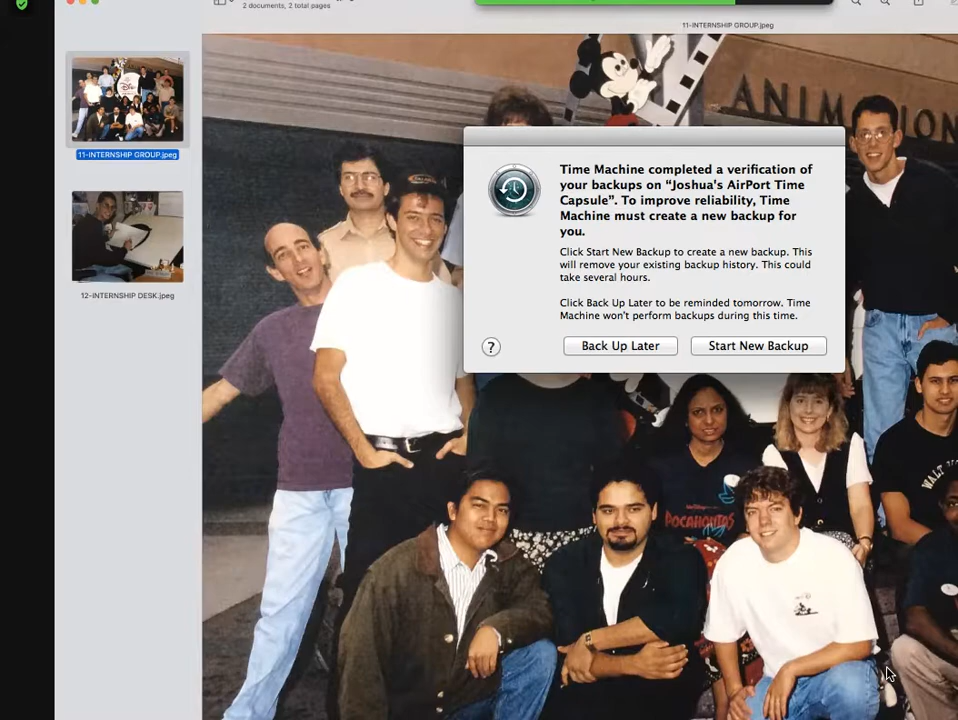 2 documents, 2 total pages
11-INTERNSHIP GROUP.jpeg
ANIMATION
11-INTERNSHIP GROUP.jpeg
12-INTERNSHIP DESK.jpeg
Time Machine completed a verification of
your backups on “Joshua’s AirPort Time
Capsule”. To improve reliability, Time
Machine must create a new backup for
you.
Click Start New Backup to create a new backup. This
will remove your existing backup history. This could
take several hours.
Click Back Up Later to be reminded tomorrow. Time
Machine won’t perform backups during this time.
?
Back Up Later
Start New Backup
POCAHONTAS
WALT